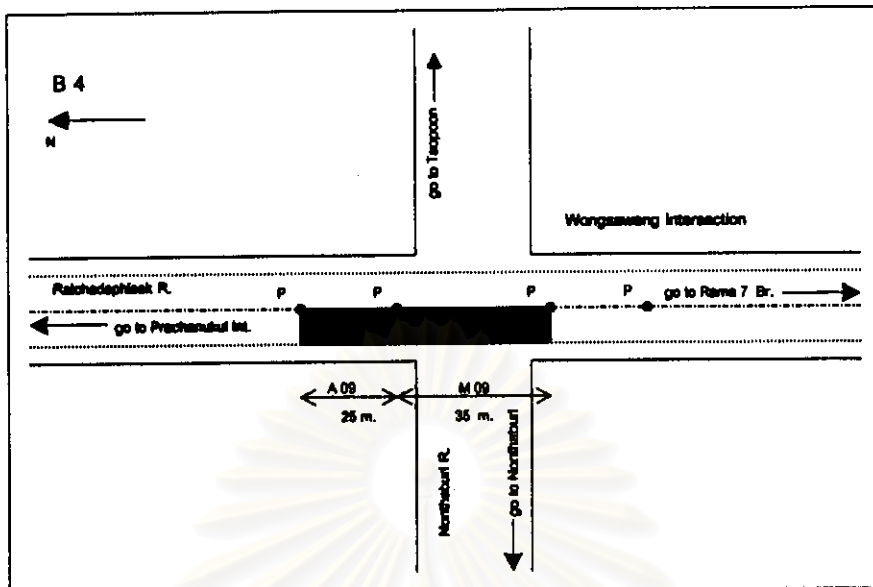 B 4
N
go to Taopoon
Wongsawang Intersection
Ratchadaphisek R.
P
P
P
P
go to Rama 7 Br.
go to Prachanukul Int.
A 09
M 09
25 m.
35 m.
Nonthaburi R.
go to Nonthaburi